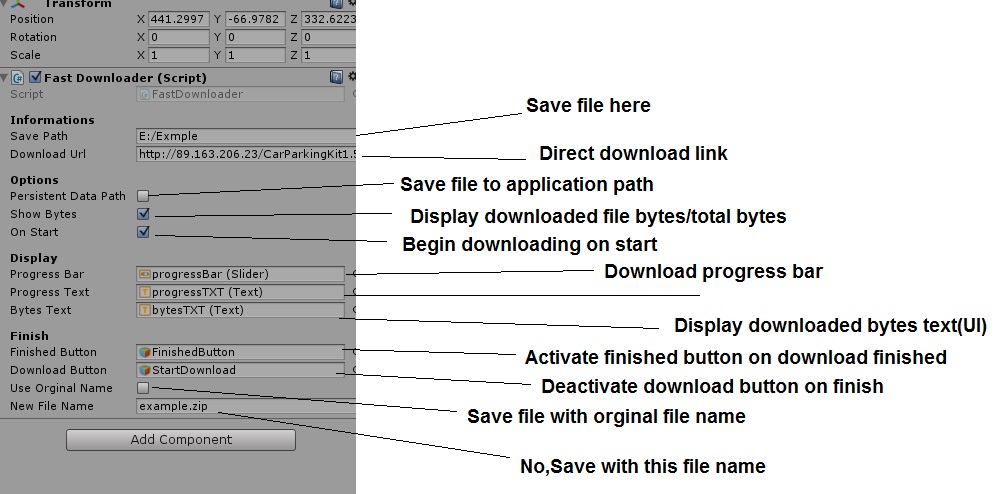 Transform
Position X 441.2997 Y -66.9782 Z 332.6223
Rotation X 0 Y 0 Z 0
Scale X 1 Y 1 Z 1
Fast Downloader (Script)
Script FastDownloader
Save file here
Informations
Save Path E:/Exmple
Download Url http://89.163.206.23/CarParkingKit1.5
Direct download link
Options
Save file to application path
Persistent Data Path
Show Bytes
Display downloaded file bytes/total bytes
On Start
Begin downloading on start
Display
Download progress bar
Progress Bar progressBar (Slider)
Progress Text progressTXT (Text)
Bytes Text bytesTXT (Text)
Display downloaded bytes text(UI)
Finish
Finished Button FinishedButton
Activate finished button on download finished
Download Button StartDownload
Deactivate download button on finish
Use Orginal Name
New File Name example.zip
Save file with orginal file name
Add Component
No,Save with this file name